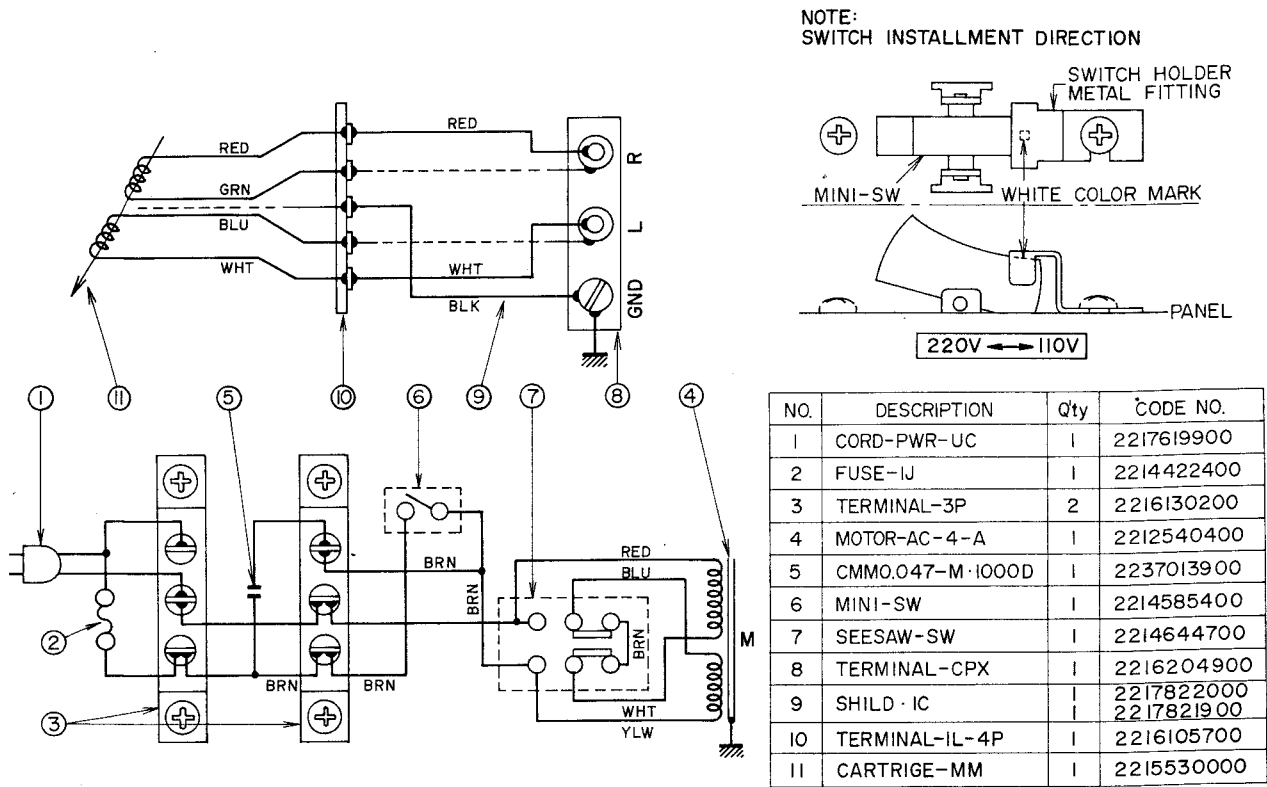 NOTE:
SWITCH INSTALLMENT DIRECTION
SWITCH HOLDER
METAL FITTING
MINI-SW
WHITE COLOR MARK
PANEL
220V ↔ 110V
RED
RED
R
GRN
BLU
L
WHT
WHT
BLK
GND
1
11
5
10
6
9
7
8
4
RED
BLU
BRN
BRN
BRN
M
2
BRN
BRN
WHT
YLW
3
NO. DESCRIPTION Q'ty CODE NO.
1 CORD-PWR-UC 1 2217619900
2 FUSE-IJ 1 2214422400
3 TERMINAL-3P 2 2216130200
4 MOTOR-AC-4-A 1 2212540400
5 CMM0.047-M·1000D 1 2237013900
6 MINI-SW 1 2214585400
7 SEESAW-SW 1 2214644700
8 TERMINAL-CPX 1 2216204900
9 SHILD·IC 1 2217822000
1 2217821900
10 TERMINAL-IL-4P 1 2216105700
11 CARTRIGE-MM 1 2215530000